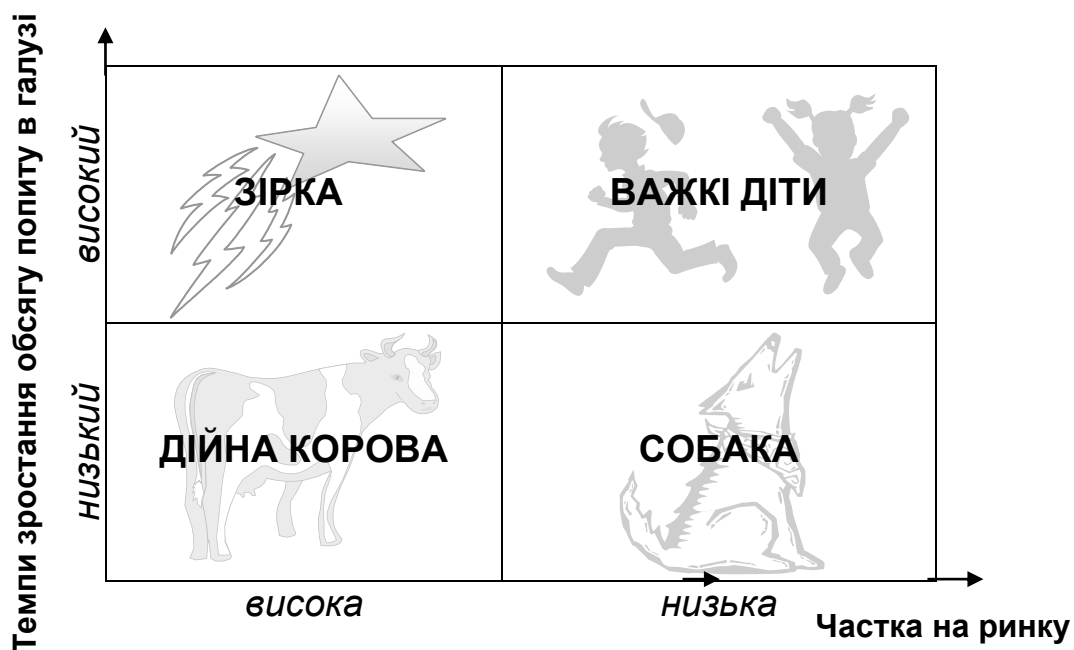 Темпи зростання обсягу попиту в галузі
високий
низький
ЗІРКА
ВАЖКІ ДІТИ
ДІЙНА КОРОВА
СОБАКА
висока
низька
Частка на ринку